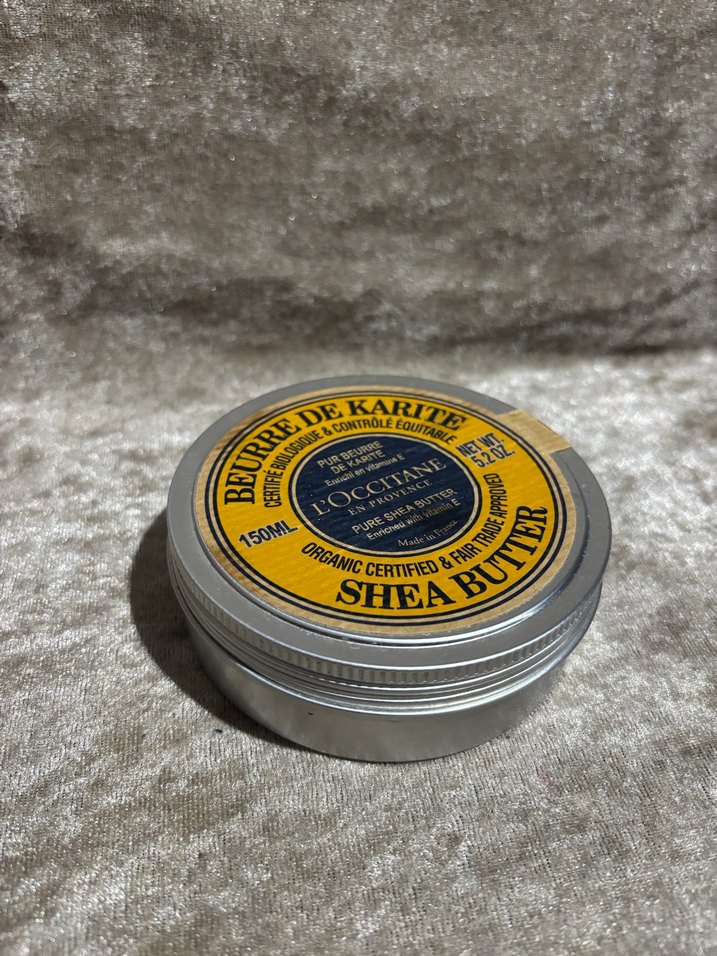 BEURRE DE KARITE
CERTIFIÉ BIOLOGIQUE & CONTRÔLÉ ÉQUITABLE
PUR BEURRE
DE KARITE
Enrichi en vitamine E
L'OCCITANE
EN PROVENCE
PURE SHEA BUTTER
Enriched with vitamin E
Made in France
150ML
NET WT.
5.2 OZ.
ORGANIC CERTIFIED & FAIR TRADE APPROVED
SHEA BUTTER